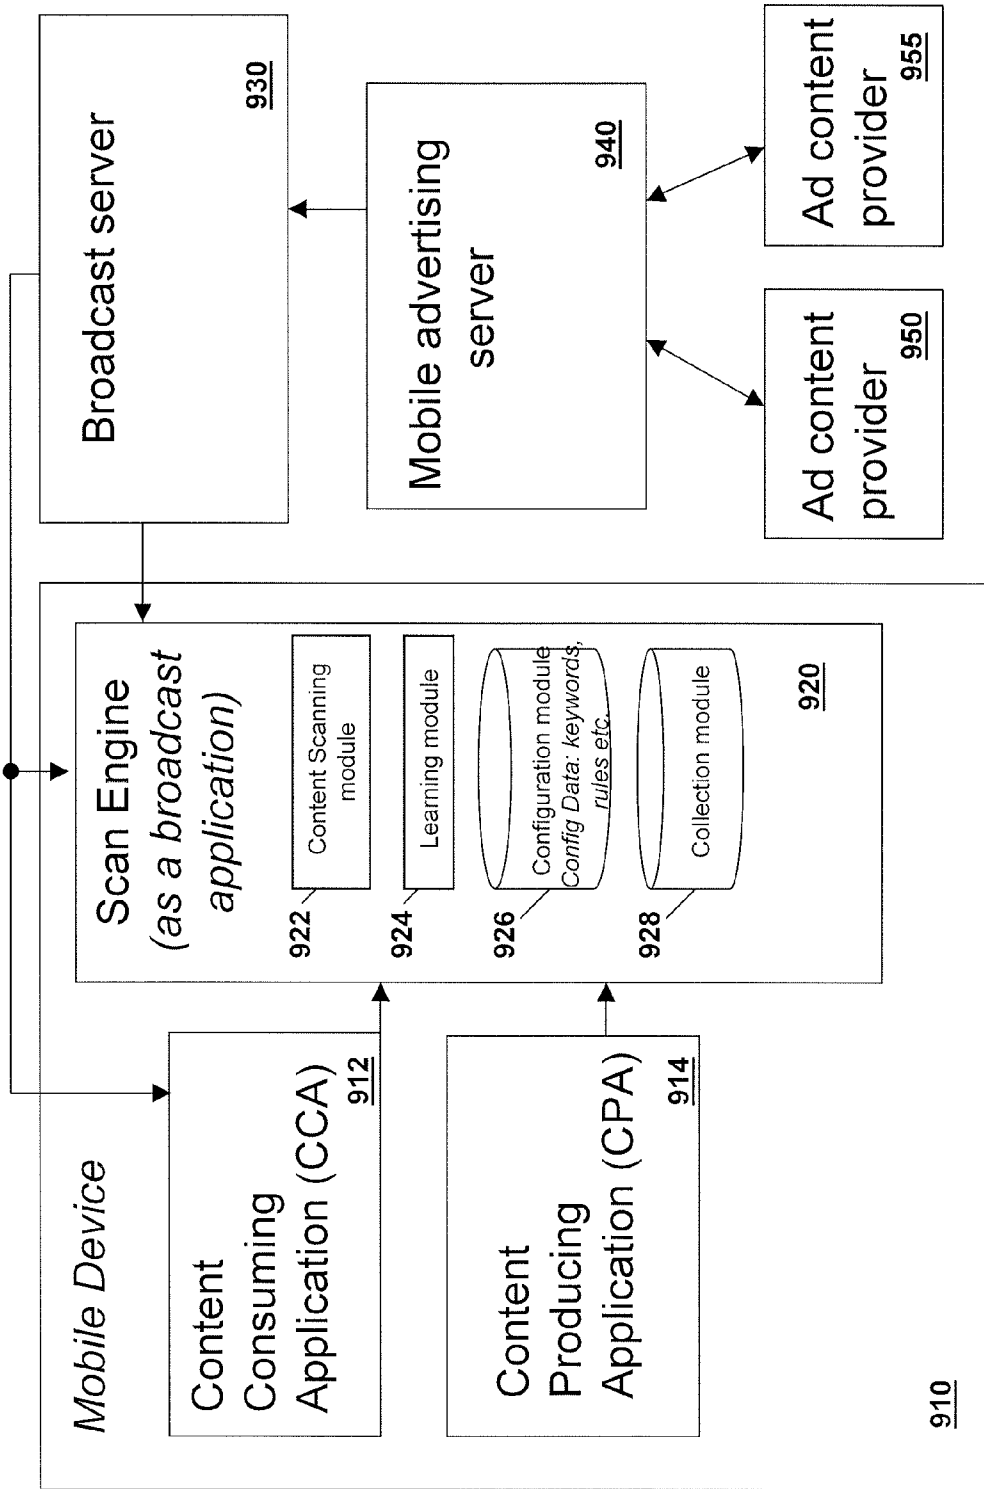 Mobile Device
Content
Consuming
Application (CCA)
912
Content
Producing
Application (CPA)
914
910
Scan Engine
(as a broadcast
application)
922
Content Scanning
module
924
Learning module
926
Configuration module
Config Data: keywords,
rules etc.
928
Collection module
920
Broadcast server
930
Mobile advertising
server
940
Ad content
provider
950
Ad content
provider
955